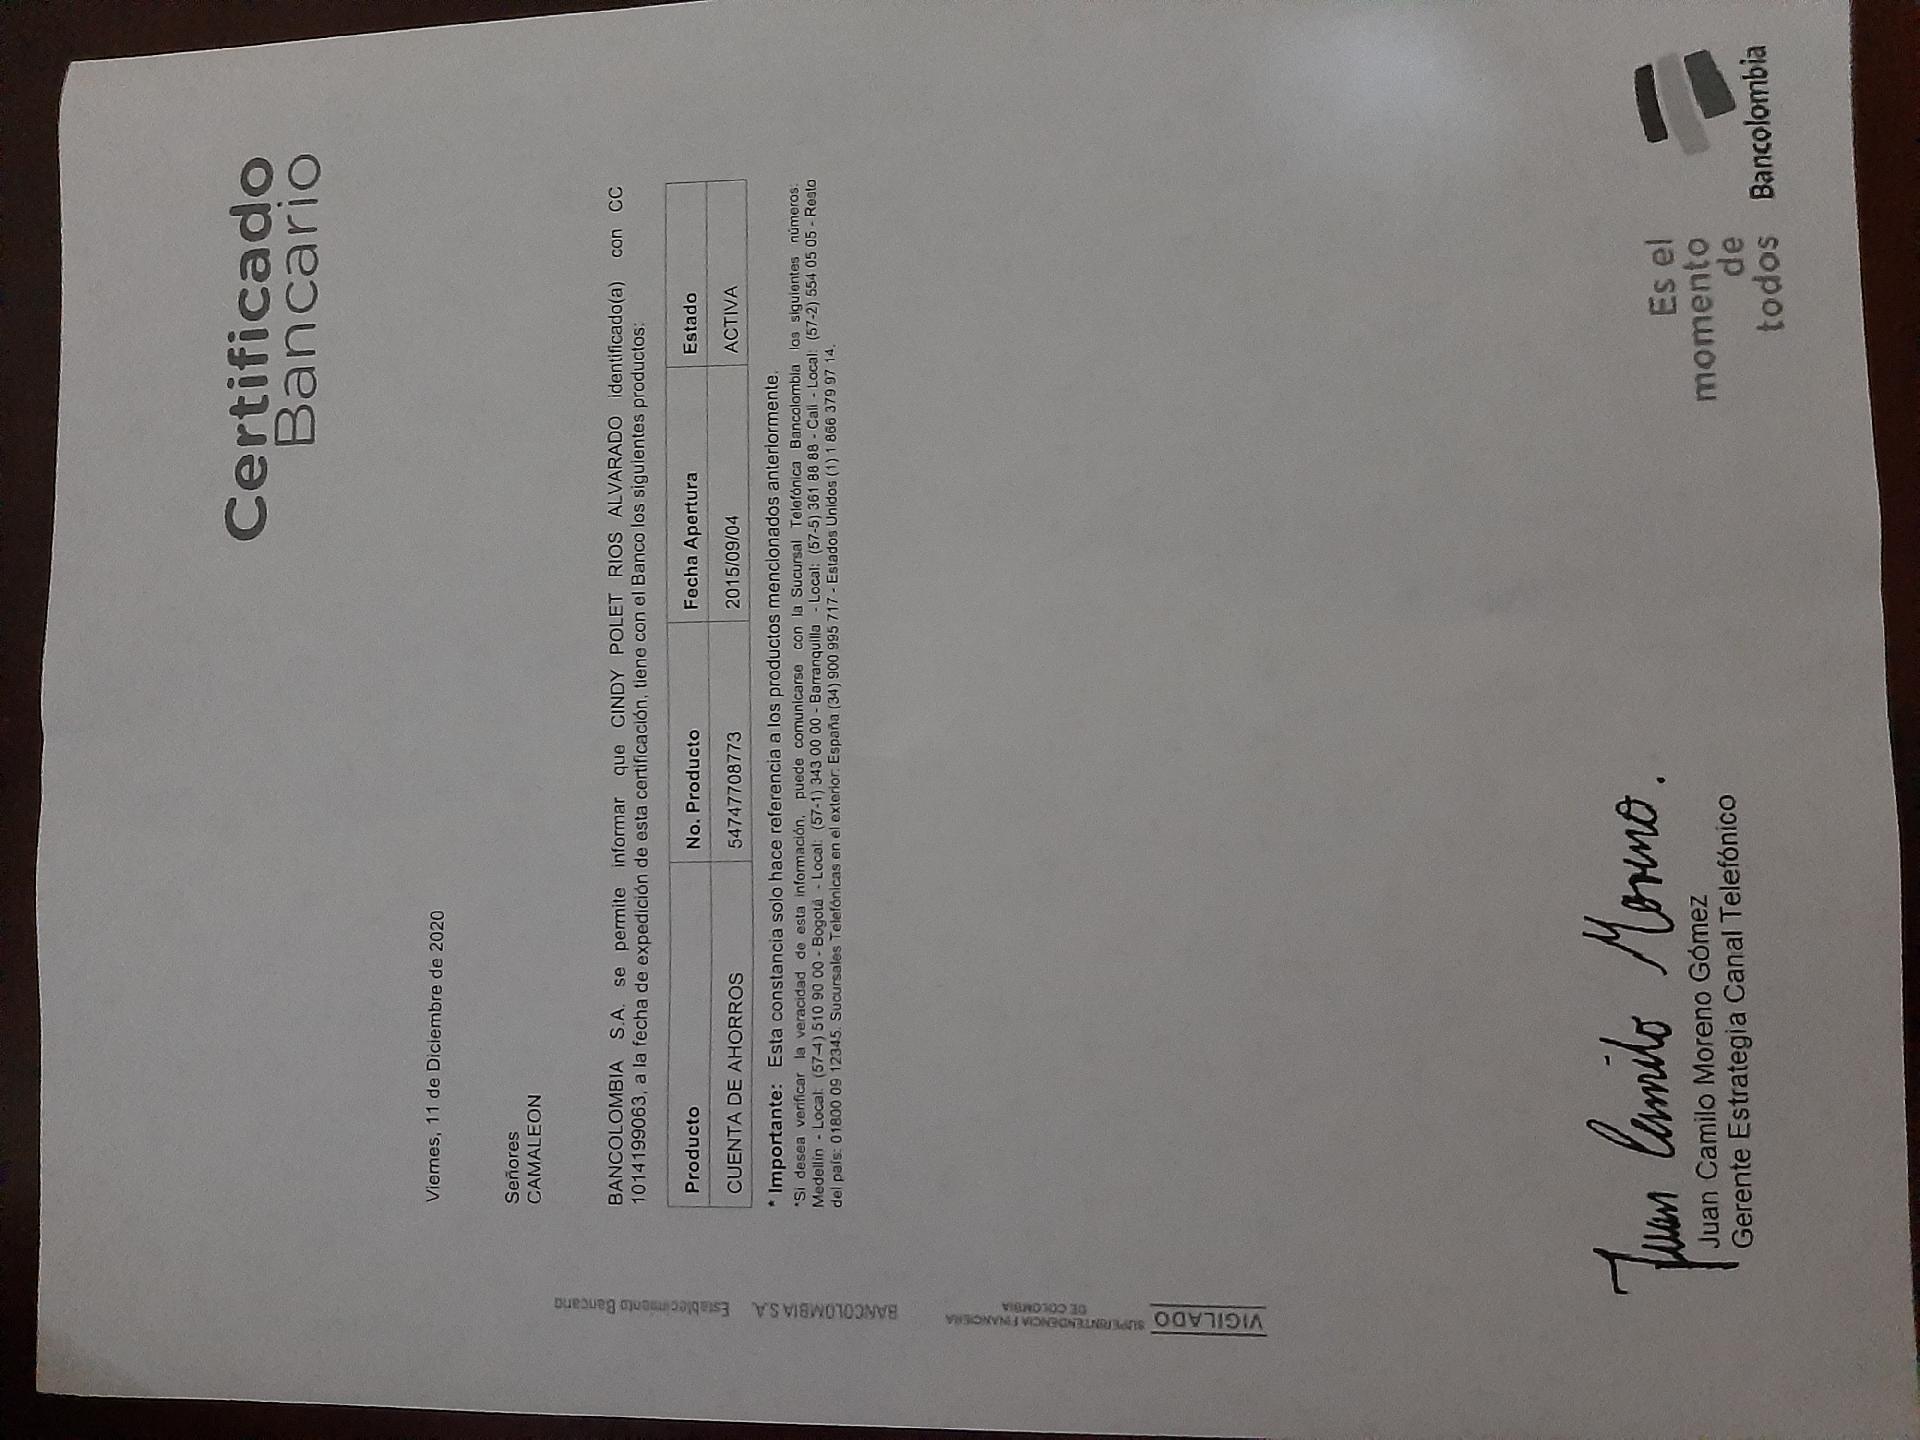 Certificado
Bancario
Viernes, 11 de Diciembre de 2020
Señores
CAMALEON
BANCOLOMBIA S.A. se permite informar que CINDY POLET RIOS ALVARADO identificado(a) con CC
1014199063, a la fecha de expedición de esta certificación, tiene con el Banco los siguientes productos:
Producto No. Producto Fecha Apertura Estado
CUENTA DE AHORROS 54747708773 2015/09/04 ACTIVA
* Importante: Esta constancia solo hace referencia a los productos mencionados anteriormente.
*Si desea verificar la veracidad de esta información, puede comunicarse con la Sucursal Telefónica Bancolombia los siguientes números:
Medellín - Local: (57-4) 510 90 00 - Bogotá - Local: (57-1) 343 00 00 - Barranquilla - Local: (57-5) 361 88 88 - Cali - Local: (57-2) 554 05 05 - Resto
del país: 01800 09 12345. Sucursales Telefónicas en el exterior: España (34) 900 995 717 - Estados Unidos (1) 1 866 379 97 14.
VIGILADO SUPERINTENDENCIA FINANCIERA
DE COLOMBIA
BANCOLOMBIA S.A. Establecimiento Bancario
Juan Camilo Moreno.
Juan Camilo Moreno Gómez
Gerente Estrategia Canal Telefónico
Es el
momento
de
todos
Bancolombia